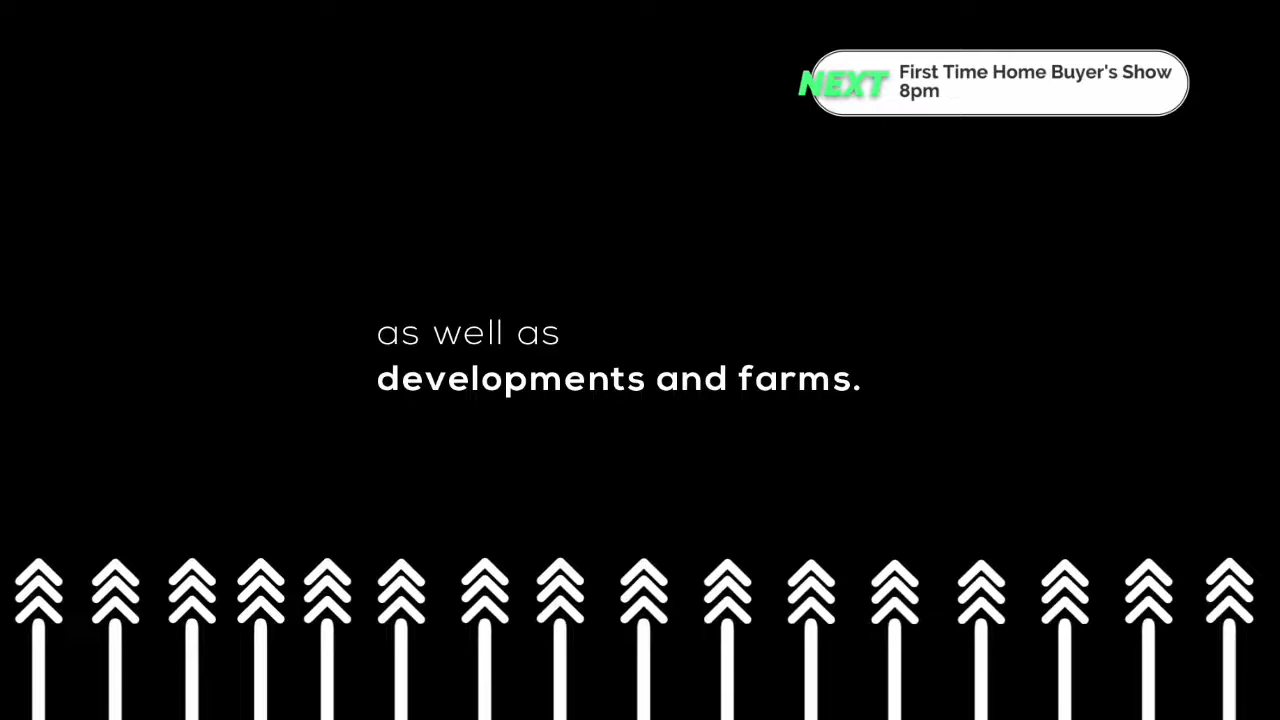 NEXT
First Time Home Buyer's Show
8pm
as well as
developments and farms.